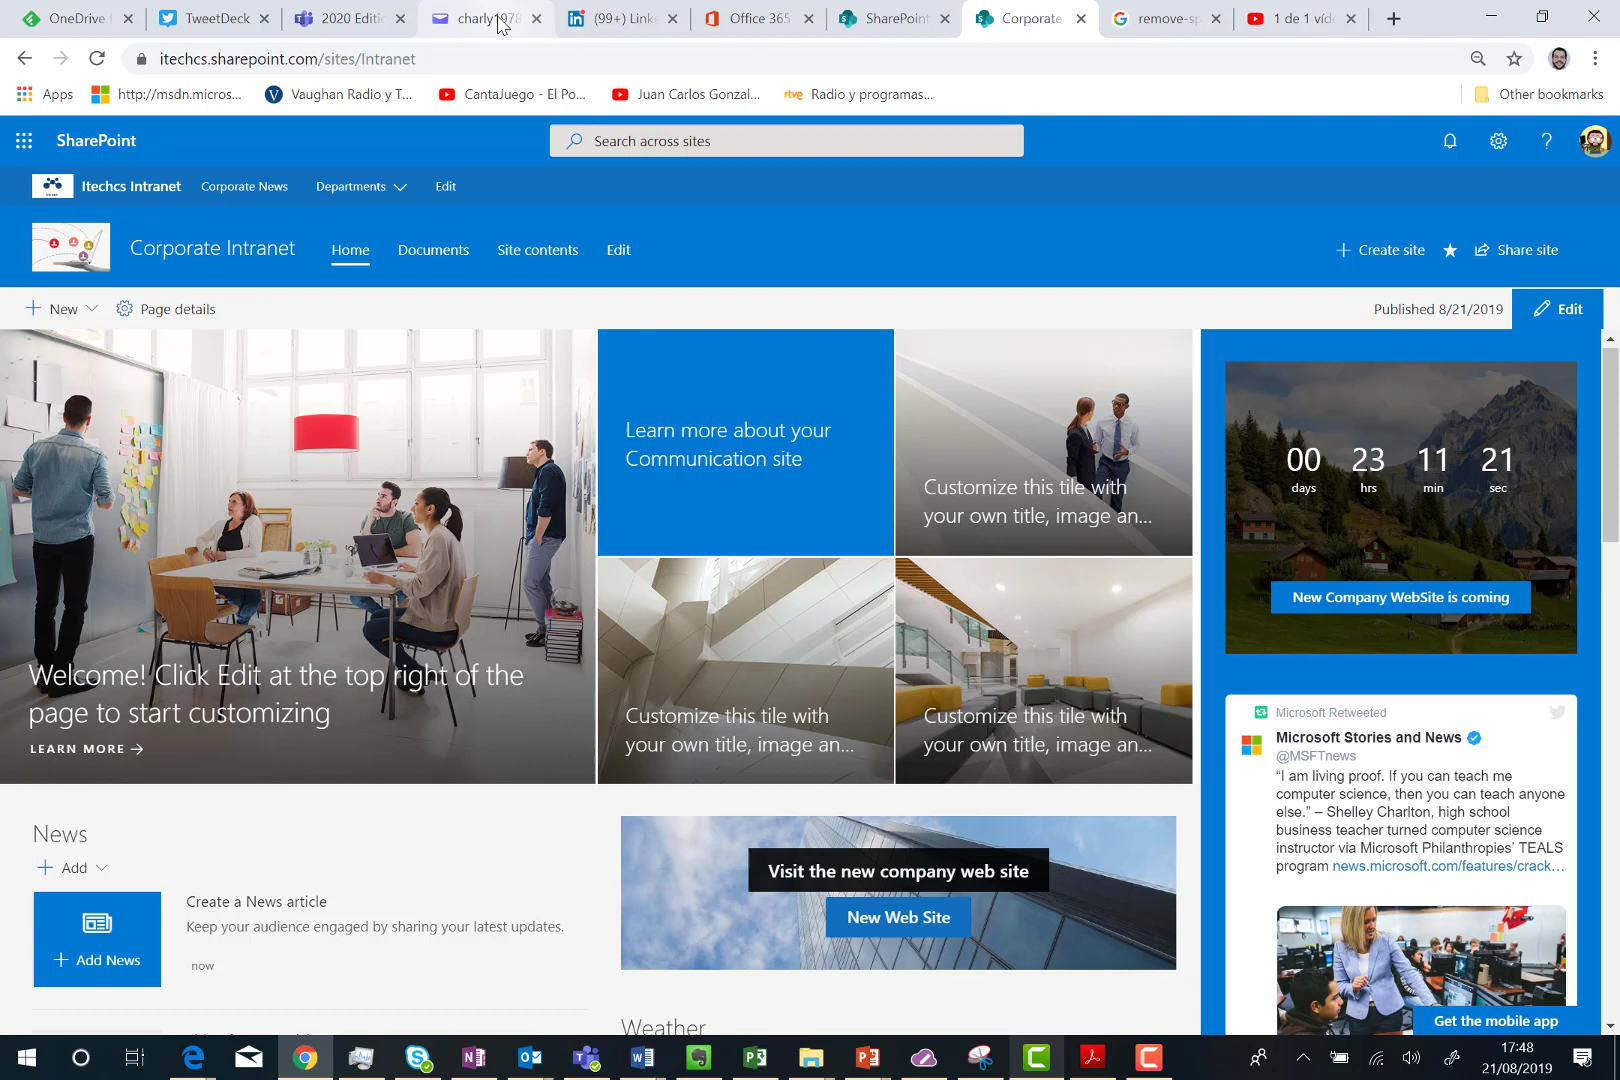 OneDrive
TweetDeck
2020 Editi
charly1978
(99+) Link
Office 365
SharePoint
Corporate
remove-sp
1 de 1 víd
itechcs.sharepoint.com/sites/Intranet
Apps
http://msdn.micros...
Vaughan Radio y T...
CantaJuego - El Po...
Juan Carlos Gonzal...
rtve Radio y programas...
Other bookmarks
SharePoint
Search across sites
Itechcs Intranet
Corporate News
Departments
Edit
Corporate Intranet
Home
Documents
Site contents
Edit
Create site
Share site
New
Page details
Published 8/21/2019
Edit
Welcome! Click Edit at the top right of the
page to start customizing
LEARN MORE →
Learn more about your
Communication site
Customize this tile with
your own title, image an...
Customize this tile with
your own title, image an...
Customize this tile with
your own title, image an...
00 23 11 21
days hrs min sec
New Company WebSite is coming
Microsoft Retweeted
Microsoft Stories and News
@MSFTnews
“I am living proof. If you can teach me
computer science, then you can teach anyone
else.” – Shelley Charlton, high school
business teacher turned computer science
instructor via Microsoft Philanthropies’ TEALS
program news.microsoft.com/features/crack…
Get the mobile app
News
+ Add
+ Add News
Create a News article
Keep your audience engaged by sharing your latest updates.
now
Visit the new company web site
New Web Site
Weather
17:48
21/08/2019